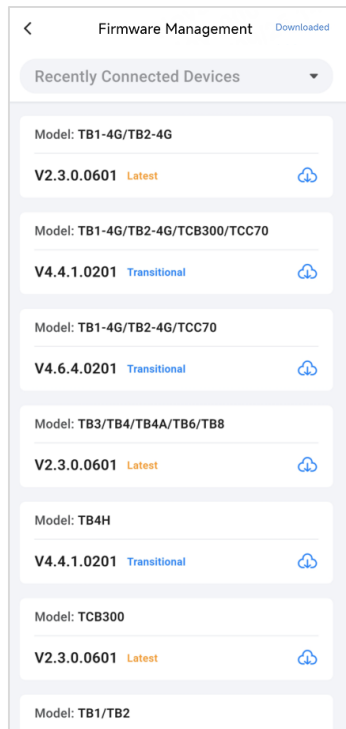 Firmware Management Downloaded
Recently Connected Devices
Model: TB1-4G/TB2-4G
V2.3.0.0601 Latest
Model: TB1-4G/TB2-4G/TCB300/TCC70
V4.4.1.0201 Transitional
Model: TB1-4G/TB2-4G/TCC70
V4.6.4.0201 Transitional
Model: TB3/TB4/TB4A/TB6/TB8
V2.3.0.0601 Latest
Model: TB4H
V4.4.1.0201 Transitional
Model: TCB300
V2.3.0.0601 Latest
Model: TB1/TB2